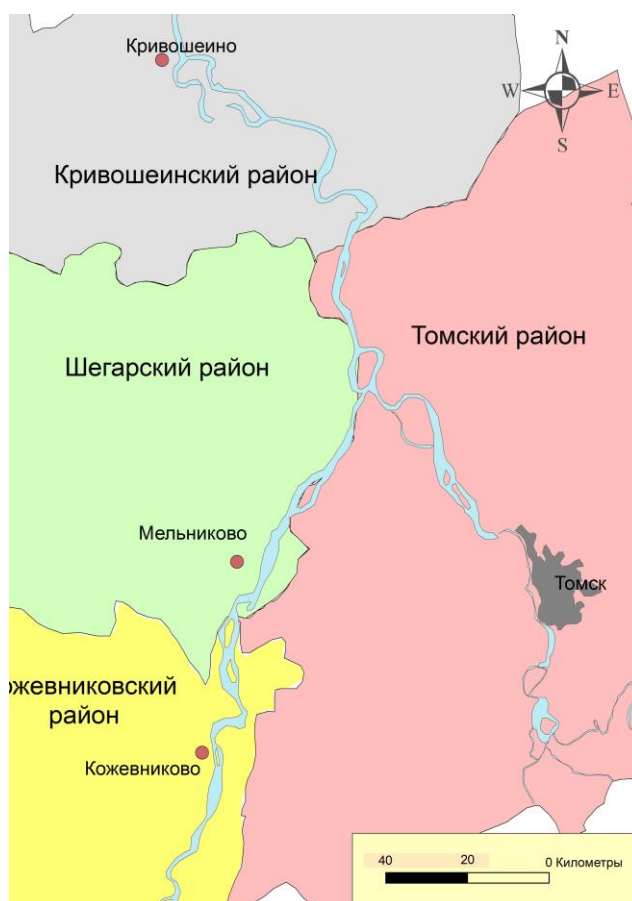 Кривошеино
N
W E
S
Кривошеинский район
Томский район
Шегарский район
Мельниково
Томск
ожевниковский
район
Кожевниково
40 20 0 Километры